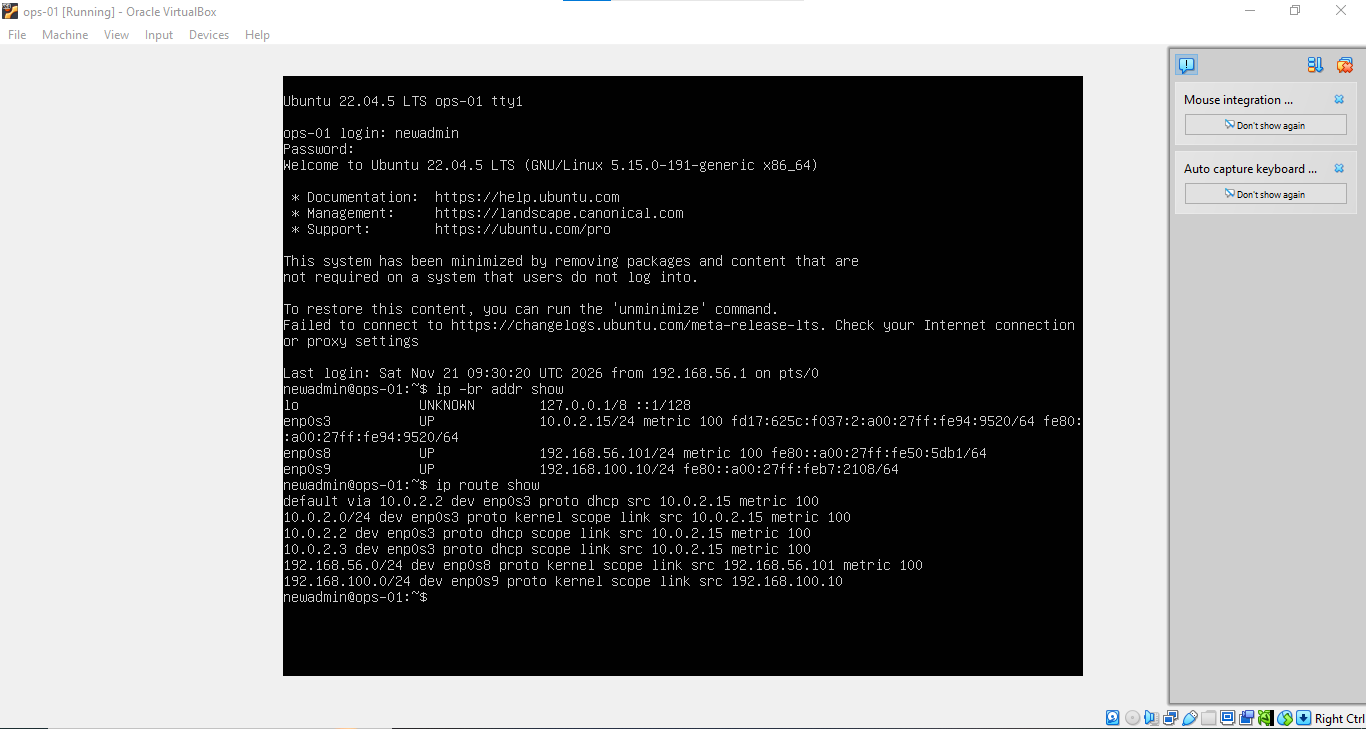 ops-01 [Running] - Oracle VirtualBox
File Machine View Input Devices Help
Ubuntu 22.04.5 LTS ops-01 tty1
ops-01 login: newadmin
Password:
Welcome to Ubuntu 22.04.5 LTS (GNU/Linux 5.15.0-191-generic x86_64)
* Documentation: https://help.ubuntu.com
* Management: https://landscape.canonical.com
* Support: https://ubuntu.com/pro
This system has been minimized by removing packages and content that are
not required on a system that users do not log into.
To restore this content, you can run the 'unminimize' command.
Failed to connect to https://changelogs.ubuntu.com/meta-release-lts. Check your Internet connection
or proxy settings
Last login: Sat Nov 21 09:30:20 UTC 2026 from 192.168.56.1 on pts/0
newadmin@ops-01:~$ ip -br addr show
lo UNKNOWN 127.0.0.1/8 ::1/128
enp0s3 UP 10.0.2.15/24 metric 100 fd17:625c:f037:2:a00:27ff:fe94:9520/64 fe80:
:a00:27ff:fe94:9520/64
enp0s8 UP 192.168.56.101/24 metric 100 fe80::a00:27ff:fe50:5db1/64
enp0s9 UP 192.168.100.10/24 fe80::a00:27ff:feb7:2108/64
newadmin@ops-01:~$ ip route show
default via 10.0.2.2 dev enp0s3 proto dhcp src 10.0.2.15 metric 100
10.0.2.0/24 dev enp0s3 proto kernel scope link src 10.0.2.15 metric 100
10.0.2.2 dev enp0s3 proto dhcp scope link src 10.0.2.15 metric 100
10.0.2.3 dev enp0s3 proto dhcp scope link src 10.0.2.15 metric 100
192.168.56.0/24 dev enp0s8 proto kernel scope link src 192.168.56.101 metric 100
192.168.100.0/24 dev enp0s9 proto kernel scope link src 192.168.100.10
newadmin@ops-01:~$
Mouse integration ...
Don't show again
Auto capture keyboard ...
Don't show again
Right Ctrl